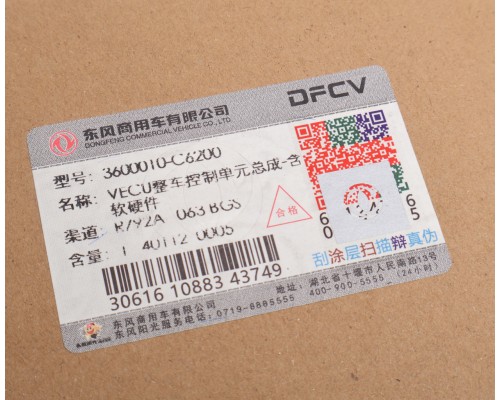 东风商用车有限公司
DONGFENG COMMERCIAL VEHICLE CO.,LTD
DFCV
型号: 3600010-C6200
名称: VECU整车控制单元总成-含
软硬件
渠道: R/92A 063 BGS
含量: 1 40112 0005
合格
60
65
刮涂层扫描辩真伪
30616 10883 43749
东风商用车有限公司
东风阳光服务电话: 0719-8885555
地址: 湖北省十堰市人民南路13号
400-900-5555 (24小时)